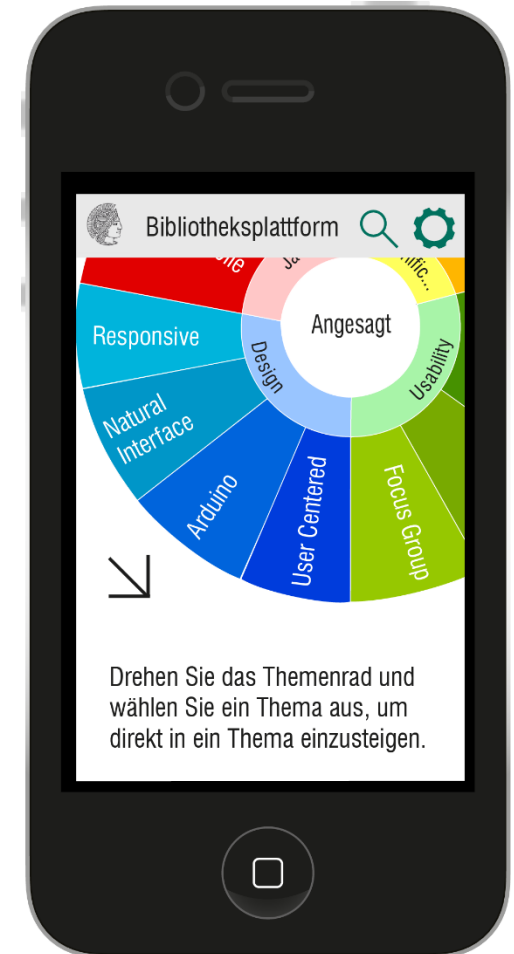 Bibliotheksplattform
Angesagt
Responsive
Design
Usability
Natural
Interface
Arduino
User Centered
Focus Group
Drehen Sie das Themenrad und
wählen Sie ein Thema aus, um
direkt in ein Thema einzusteigen.